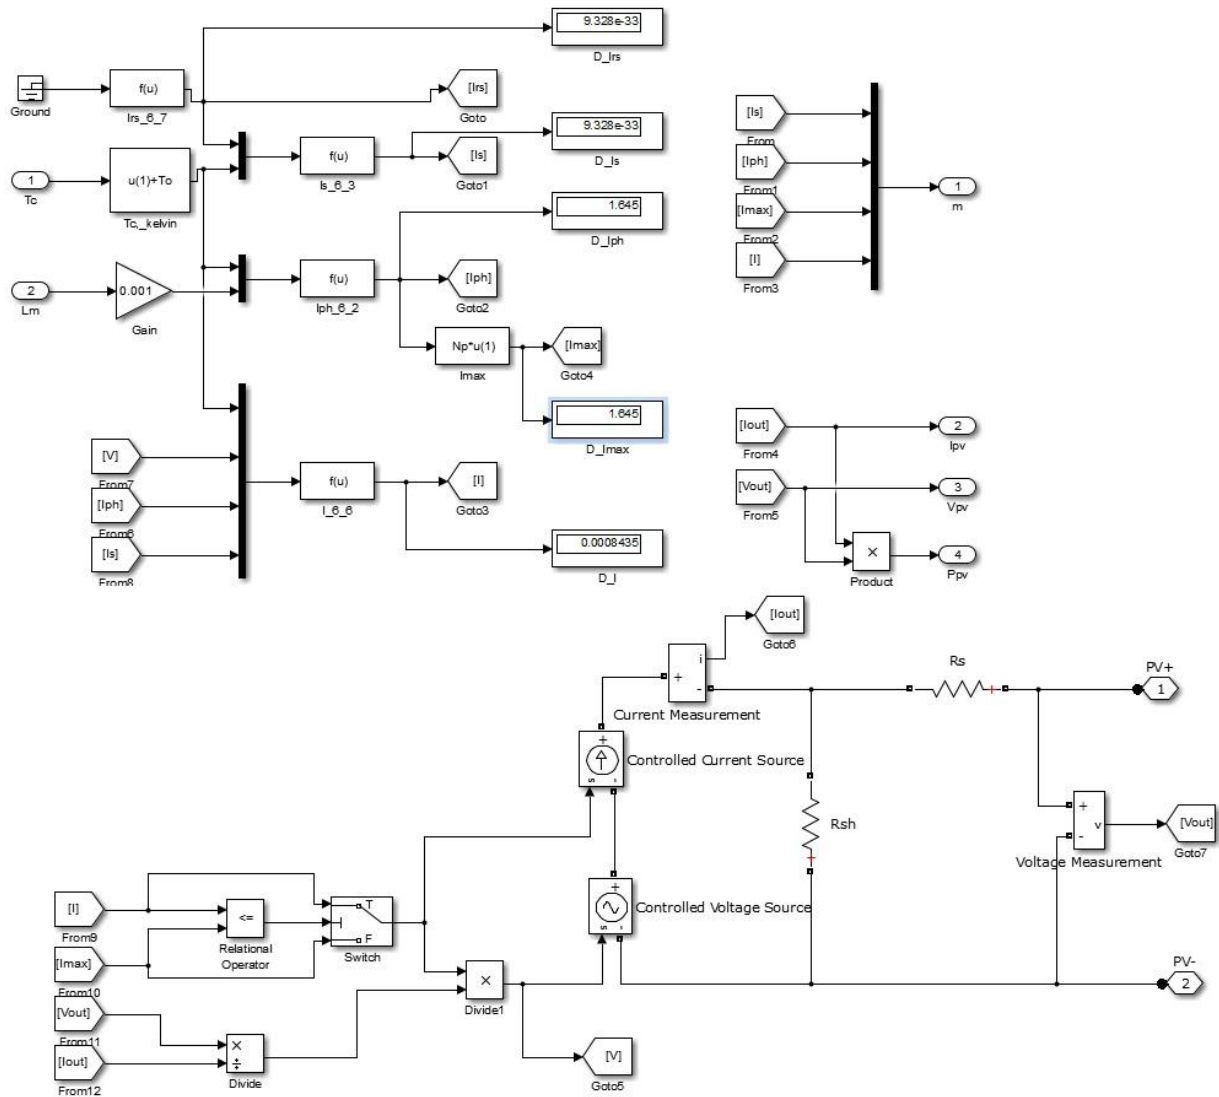 9.328e-33
D_Irs
Ground
f(u)
Irs_6_7
[Irs]
Goto
9.328e-33
D_Is
1
Tc
u(1)+To
Tc,_kelvin
f(u)
Is_6_3
[Is]
Goto1
1.645
D_Iph
2
Lm
0.001
Gain
f(u)
Iph_6_2
[Iph]
Goto2
Np*u(1)
Imax
[Imax]
Goto4
1.645
D_Imax
[V]
From7
[Iph]
From6
[Is]
From8
f(u)
I_6_6
[I]
Goto3
0.0008435
D_I
[Is]
From
[Iph]
From1
[Imax]
From2
[I]
From3
1
m
[Iout]
From4
2
Ipv
[Vout]
From5
3
Vpv
×
Product
4
Ppv
[Iout]
Goto6
i
+
-
Current Measurement
Rs
+
PV+
1
+
s
-
Controlled Current Source
Rsh
+
+
v
-
Voltage Measurement
[Vout]
Goto7
+
s
-
Controlled Voltage Source
[I]
From9
<=
Relational
Operator
T
F
Switch
[Imax]
From10
[Vout]
From11
[Iout]
From12
×
÷
Divide
×
Divide1
[V]
Goto5
PV-
2